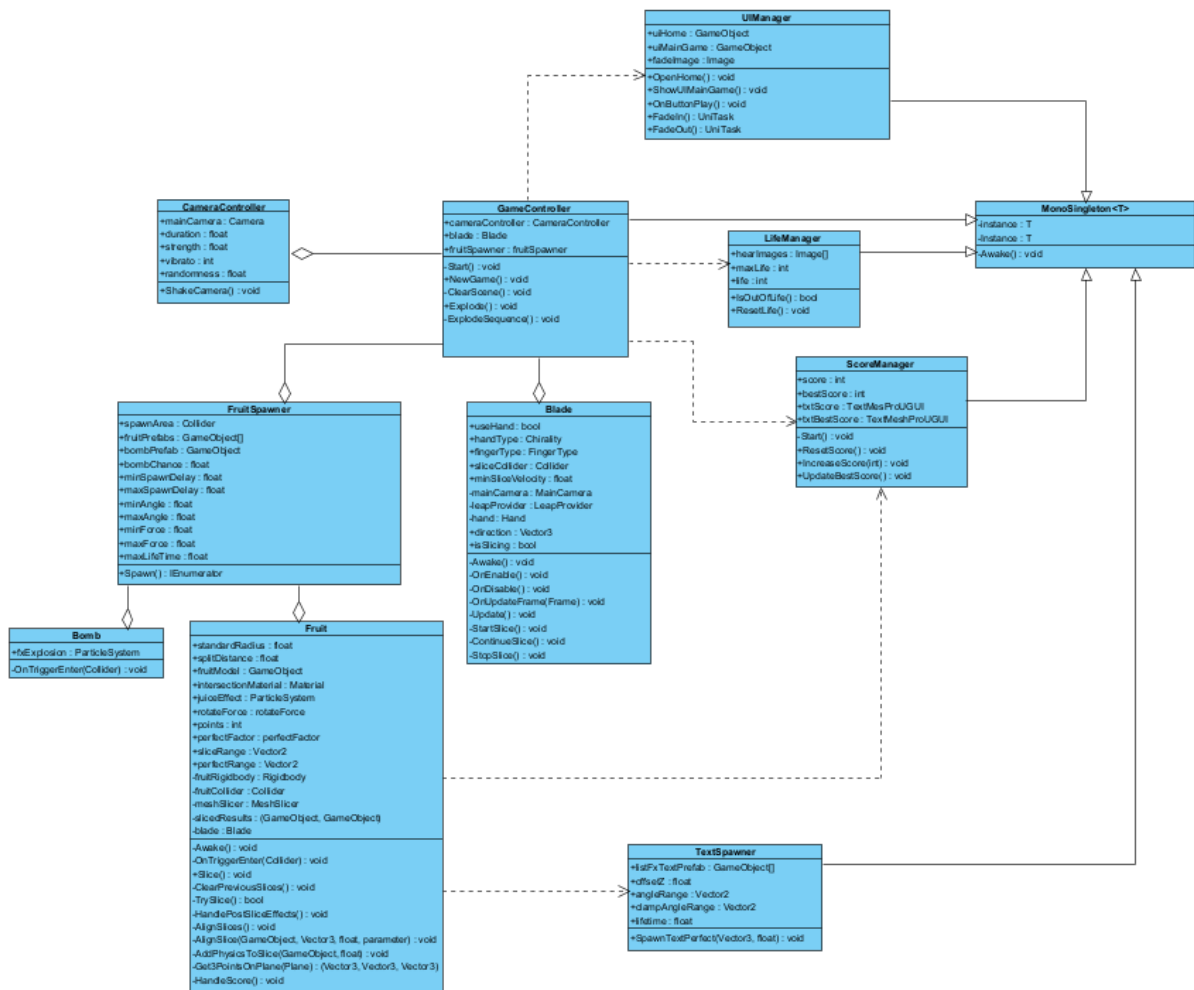 UIManager
+uiHome : GameObject
+uiMainGame : GameObject
+fadeImage : Image
+OpenHome() : void
+ShowUIMainGame() : void
+OnButtonPlay() : void
+FadeIn() : UniTask
+FadeOut() : UniTask
CameraController
+mainCamera : Camera
+duration : float
+strength : float
+vibrato : int
+randomness : float
+ShakeCamera() : void
GameController
+cameraController : CameraController
+blade : Blade
+fruitSpawner : fruitSpawner
-Start() : void
+NewGame() : void
-ClearScene() : void
+Explode() : void
-ExplodeSequence() : void
MonoSingleton<T>
-instance : T
-Instance : T
-Awake() : void
LifeManager
+hearImages : Image[]
+maxLife : int
+life : int
+IsOutOfLife() : bool
+ResetLife() : void
ScoreManager
+score : int
+bestScore : int
+txtScore : TextMesProUGUI
+txtBestScore : TextMeshProUGUI
-Start() : void
+ResetScore() : void
+IncreaseScore(int) : void
+UpdateBestScore() : void
FruitSpawner
+spawnArea : Collider
+fruitPrefabs : GameObject[]
+bombPrefab : GameObject
+bombChance : float
+minSpawnDelay : float
+maxSpawnDelay : float
+minAngle : float
+maxAngle : float
+minForce : float
+maxForce : float
+maxLifeTime : float
+Spawn() : IEnumerator
Blade
+useHand : bool
+handType : Chirality
+fingerType : FingerType
+sliceCollider : Collider
+minSliceVelocity : float
-mainCamera : MainCamera
-leapProvider : LeapProvider
-hand : Hand
+direction : Vector3
+isSlicing : bool
-Awake() : void
-OnEnable() : void
-OnDisable() : void
-OnUpdateFrame(Frame) : void
-Update() : void
-StartSlice() : void
-ContinueSlice() : void
-StopSlice() : void
Bomb
+fxExplosion : ParticleSystem
-OnTriggerEnter(Collider) : void
Fruit
+standardRadius : float
+splitDistance : float
+fruitModel : GameObject
+intersectionMaterial : Material
+juiceEffect : ParticleSystem
+rotateForce : rotateForce
+points : int
+perfectFactor : perfectFactor
+sliceRange : Vector2
+perfectRange : Vector2
-fruitRigidbody : Rigidbody
-fruitCollider : Collider
-meshSlicer : MeshSlicer
-slicedResults : (GameObject, GameObject)
-blade : Blade
-Awake() : void
-OnTriggerEnter(Collider) : void
+Slice() : void
-ClearPreviousSlices() : void
-TrySlice() : bool
-HandlePostSliceEffects() : void
-AlignSlices() : void
-AlignSlice(GameObject, Vector3, float, parameter) : void
-AddPhysicsToSlice(GameObject, float) : void
-Get3PointsOnPlane(Plane) : (Vector3, Vector3, Vector3)
-HandleScore() : void
TextSpawner
+listFxTextPrefab : GameObject[]
+offsetZ : float
+angleRange : Vector2
+clampAngleRange : Vector2
+lifetime : float
+SpawnTextPerfect(Vector3, float) : void